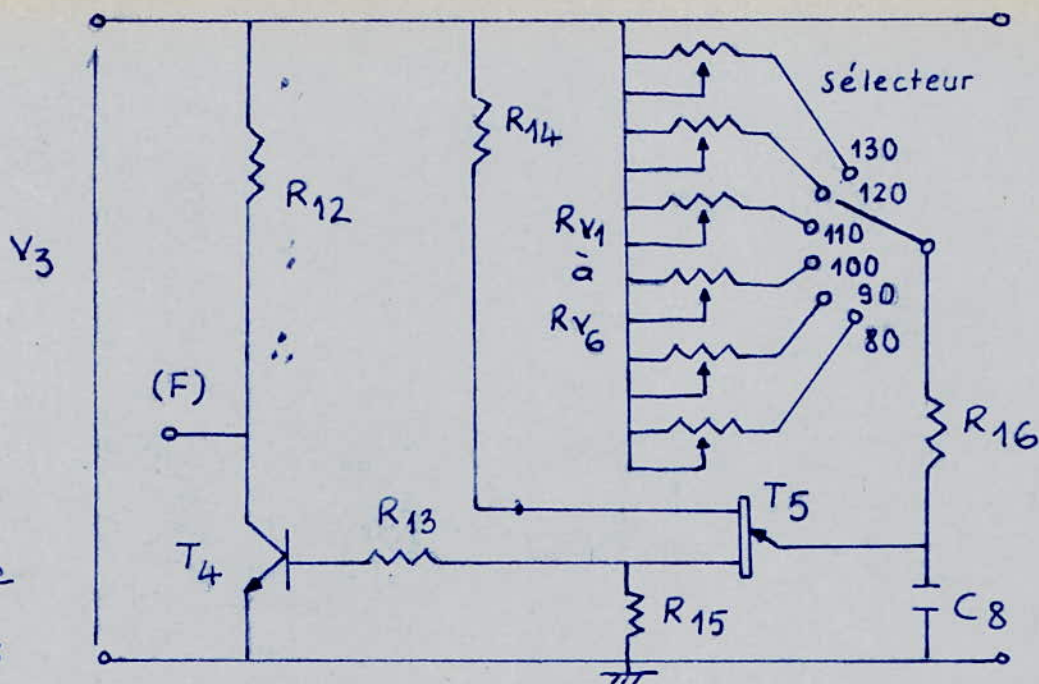 sélecteur
130
120
110
100
90
80
R14
R12
V3
Rv1
à
Rv6
(F)
R16
T5
R13
T4
R15
C8